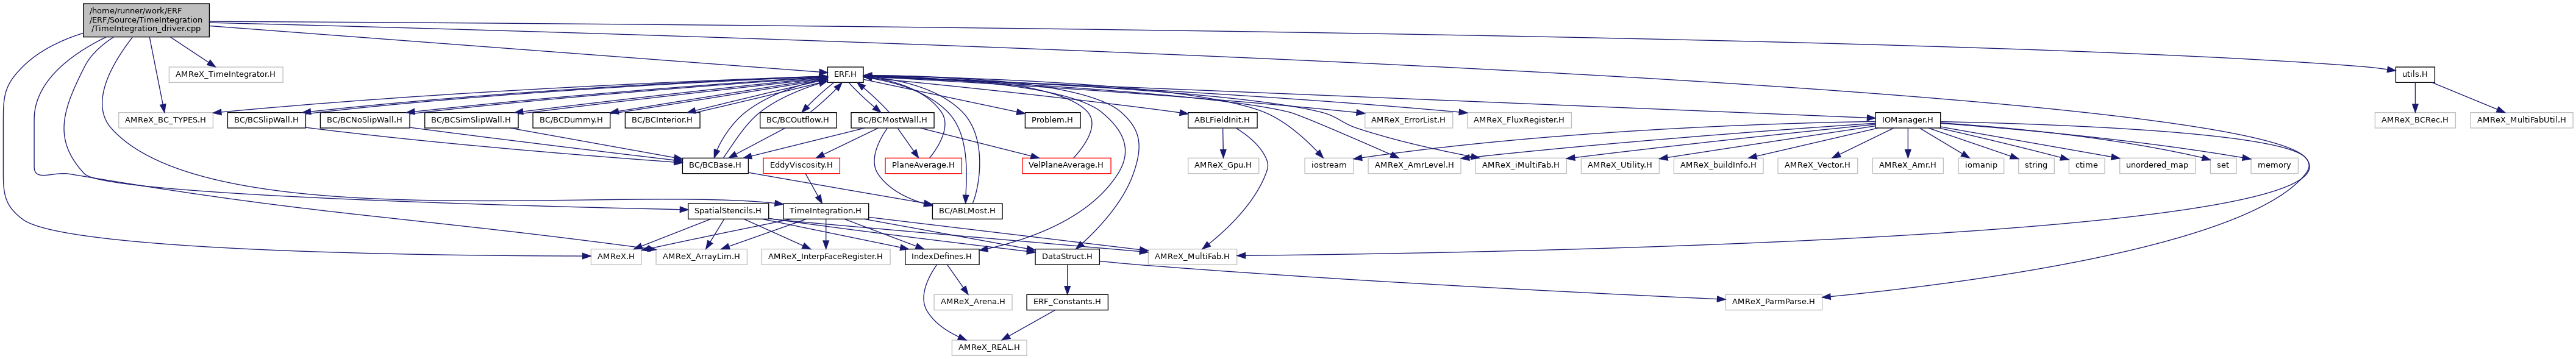 /home/runner/work/ERF
/ERF/Source/TimeIntegration
/TimeIntegration_driver.cpp
AMReX_TimeIntegrator.H
ERF.H
utils.H
AMReX_BC_TYPES.H
BC/BCSlipWall.H
BC/BCNoSlipWall.H
BC/BCSimSlipWall.H
BC/BCDummy.H
BC/BCInterior.H
BC/BCOutflow.H
BC/BCMostWall.H
Problem.H
ABLFieldInit.H
AMReX_ErrorList.H
AMReX_FluxRegister.H
IOManager.H
AMReX_BCRec.H
AMReX_MultiFabUtil.H
BC/BCBase.H
EddyViscosity.H
PlaneAverage.H
VelPlaneAverage.H
AMReX_Gpu.H
iostream
AMReX_AmrLevel.H
AMReX_iMultiFab.H
AMReX_Utility.H
AMReX_buildInfo.H
AMReX_Vector.H
AMReX_Amr.H
iomanip
string
ctime
unordered_map
set
memory
SpatialStencils.H
TimeIntegration.H
BC/ABLMost.H
AMReX.H
AMReX_ArrayLim.H
AMReX_InterpFaceRegister.H
IndexDefines.H
DataStruct.H
AMReX_MultiFab.H
AMReX_Arena.H
ERF_Constants.H
AMReX_ParmParse.H
AMReX_REAL.H